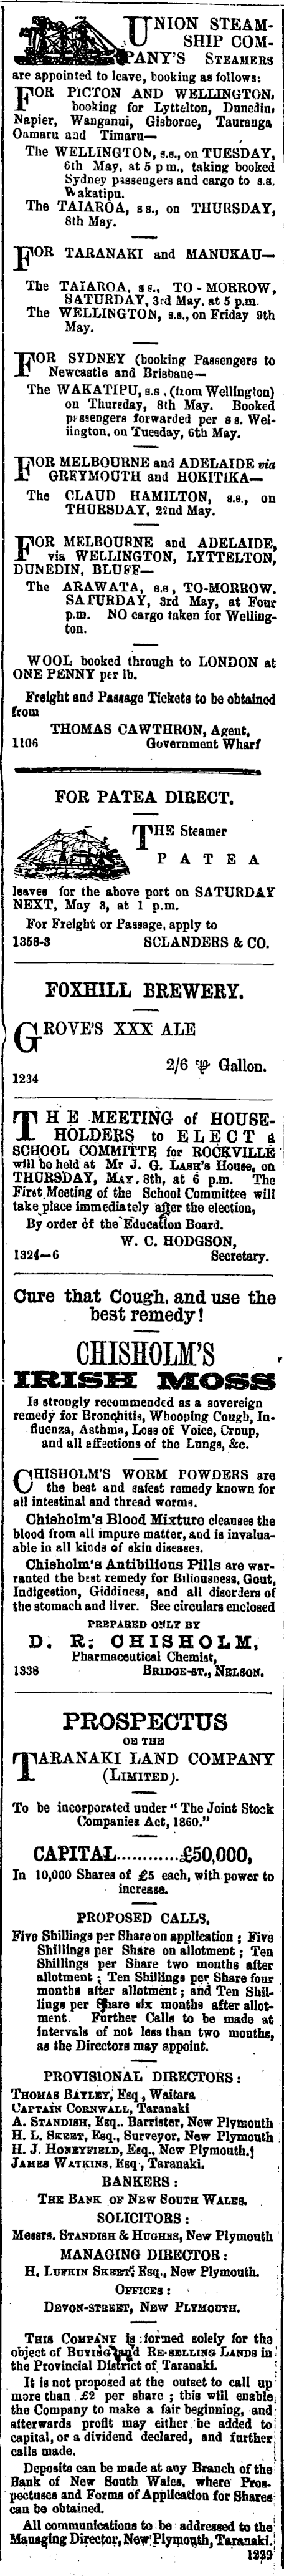 UNION STEAM-
SHIP COM-
PANY'S STEAMERS
are appointed to leave, booking as follows:
FOR PICTON AND WELLINGTON,
booking for Lyttelton, Dunedin,
Napier, Wanganui, Gisborne, Tauranga
Oamaru and Timaru—
The WELLINGTON, s.s., on TUESDAY,
6th May, at 5 p m., taking booked
Sydney passengers and cargo to s.s.
Wakatipu.
The TAIAROA, s s., on THURSDAY,
8th May.
FOR TARANAKI and MANUKAU—
The TAIAROA, s s., TO-MORROW,
SATURDAY, 3rd May, at 5 p.m.
The WELLINGTON, s.s., on Friday 9th
May.
FOR SYDNEY (booking Passengers to
Newcastle and Brisbane—
The WAKATIPU, s.s, (from Wellington)
on Thursday, 8th May. Booked
passengers forwarded per s s. Wel-
lington, on Tuesday, 6th May.
FOR MELBOURNE and ADELAIDE via
GREYMOUTH and HOKITIKA—
The CLAUD HAMILTON, s.s., on
THURSDAY, 22nd May.
FOR MELBOURNE and ADELAIDE,
via WELLINGTON, LYTTELTON,
DUNEDIN, BLUFF—
The ARAWATA, s.s, TO-MORROW.
SATURDAY, 3rd May, at Four
p.m. NO cargo taken for Welling-
ton.
WOOL booked through to LONDON at
ONE PENNY per lb.
Freight and Passage Tickets to be obtained
from
THOMAS CAWTHRON, Agent,
1106 Government Wharf
FOR PATEA DIRECT.
THE Steamer
PATEA
leaves for the above port on SATURDAY
NEXT, May 3, at 1 p.m.
For Freight or Passage, apply to
1358-3 SCLANDERS & CO.
FOXHILL BREWERY.
GROVE'S XXX ALE
2/6 per Gallon.
1234
THE MEETING of HOUSE-
HOLDERS to ELECT a
SCHOOL COMMITTE for ROCKVILLE
will be held at Mr J. G. LASH'S House, on
THURSDAY, MAY, 8th, at 6 p.m. The
First Meeting of the School Committee will
take place immediately after the election,
By order of the Education Board.
W. C. HODGSON,
1324—6 Secretary.
Cure that Cough, and use the
best remedy!
CHISHOLM'S
IRISH MOSS
Is strongly recommended as a sovereign
remedy for Bronchitis, Whooping Cough, In-
fluenza, Asthma, Loss of Voice, Croup,
and all affections of the Lungs, &c.
CHISHOLM'S WORM POWDERS are
the best and safest remedy known for
all intestinal and thread worms.
Chisholm's Blood Mixture cleanses the
blood from all impure matter, and is invalua-
able in all kinds of skin diseases.
Chisholm's Antibilious Pills are war-
ranted the best remedy for Biliousness, Gout,
Indigestion, Giddiness, and all disorders of
the stomach and liver. See circulars enclosed
PREPARED ONLY BY
D. R. CHISHOLM,
Pharmaceutical Chemist,
1338 BRIDGE-ST., NELSON.
PROSPECTUS
OF THE
TARANAKI LAND COMPANY
(LIMITED).
To be incorporated under "The Joint Stock
Companies Act, 1860."
CAPITAL............£50,000,
In 10,000 Shares of £5 each, with power to
increase.
PROPOSED CALLS.
Five Shillings per Share on application; Five
Shillings per Share on allotment; Ten
Shillings per Share two months after
allotment; Ten Shillings per Share four
months after allotment; and Ten Shil-
lings per Share six months after allot-
ment. Further Calls to be made at
intervals of not less than two months,
as the Directors may appoint.
PROVISIONAL DIRECTORS:
THOMAS BAYLEY, Esq, Waitara
CAPTAIN CORNWALL, Taranaki
A. STANDISH, Esq.. Barrister, New Plymouth
H. L. SKEET, Esq., Surveyor, New Plymouth
H. J. HONEYFIELD, Esq., New Plymouth.
JAMES WATKINS, Esq, Taranaki.
BANKERS:
THE BANK OF NEW SOUTH WALES.
SOLICITORS:
Messrs. STANDISH & HUGHES, New Plymouth
MANAGING DIRECTOR:
H. LUFKIN SKEET, Esq., New Plymouth.
OFFICES:
DEVON-STREET, NEW PLYMOUTH.
THIS COMPANY is formed solely for the
object of BUYING and RE-SELLING LANDS in
the Provincial District of Taranaki.
It is not proposed at the outset to call up
more than £2 per share; this will enable
the Company to make a fair beginning, and
afterwards profit may either be added to
capital, or a dividend declared, and further
calls made.
Deposits can be made at any Branch of the
Bank of New South Wales, where Pros-
pectuses and Forms of Application for Shares
can be obtained.
All communications to be addressed to the
Managing Director, New Plymouth, Taranaki.
1229